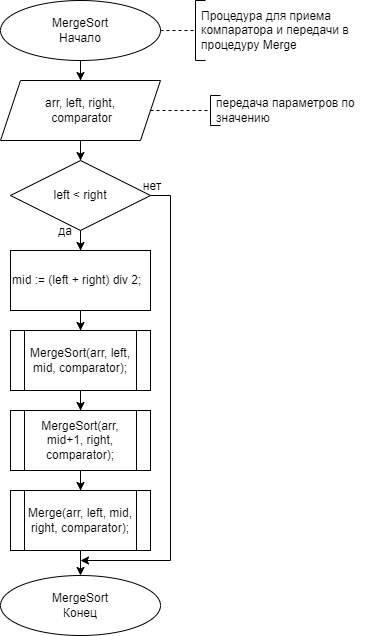 MergeSort
Начало
Процедура для приема
компаратора и передачи в
процедуру Merge
arr, left, right,
comparator
передача параметров по
значению
left < right
нет
да
mid := (left + right) div 2;
MergeSort(arr, left,
mid, comparator);
MergeSort(arr,
mid+1, right,
comparator);
Merge(arr, left, mid,
right, comparator);
MergeSort
Конец